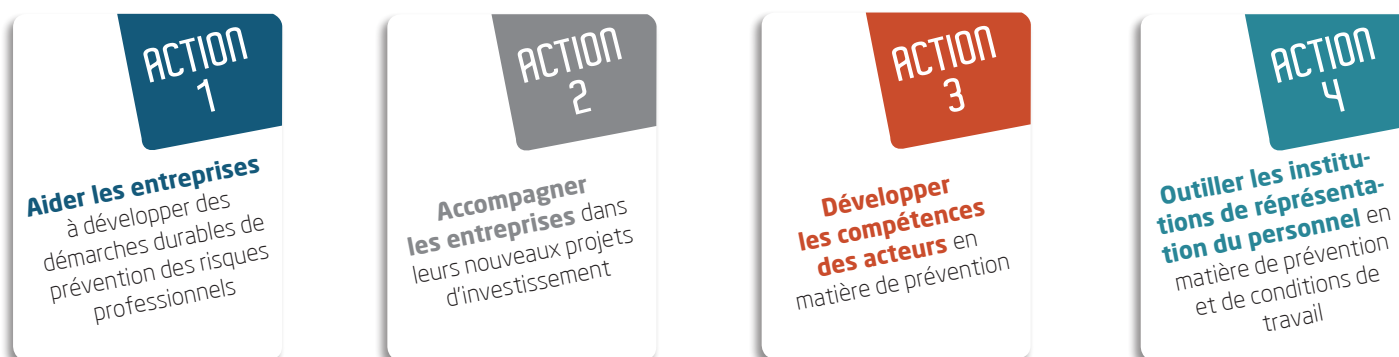 ACTION
1
Aider les entreprises
à développer des
démarches durables de
prévention des risques
professionnels
ACTION
2
Accompagner
les entreprises dans
leurs nouveaux projets
d'investissement
ACTION
3
Développer
les compétences
des acteurs en
matière de prévention
ACTION
4
Outiller les institu-
tions de réprésenta-
tion du personnel en
matière de prévention
et de conditions de
travail